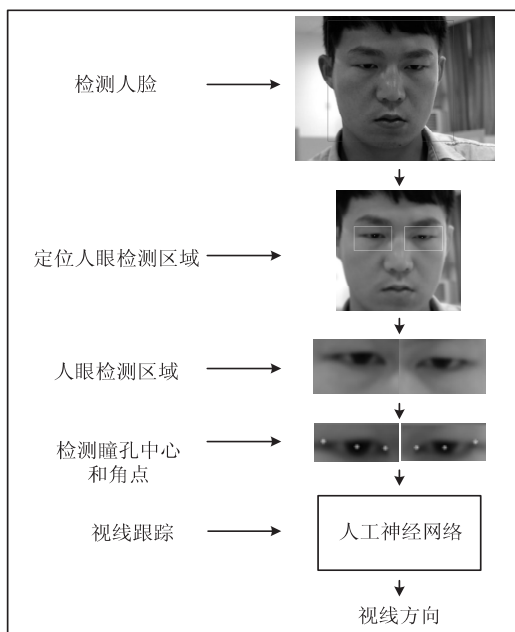 检测人脸
定位人眼检测区域
人眼检测区域
检测瞳孔中心
和角点
视线跟踪
人工神经网络
视线方向